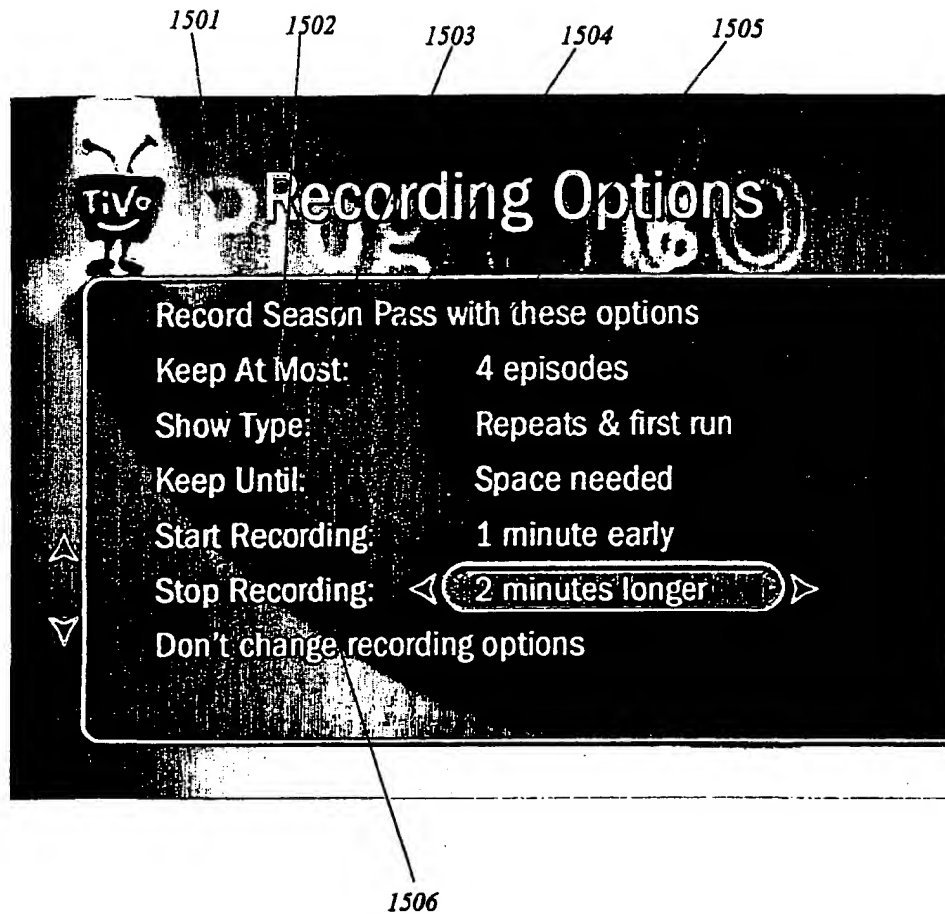 1501 1502 1503 1504 1505
TiVo
Recording Options
Record Season Pass with these options
Keep At Most: 4 episodes
Show Type: Repeats & first run
Keep Until: Space needed
Start Recording: 1 minute early
Stop Recording: 2 minutes longer
Don't change recording options
1506